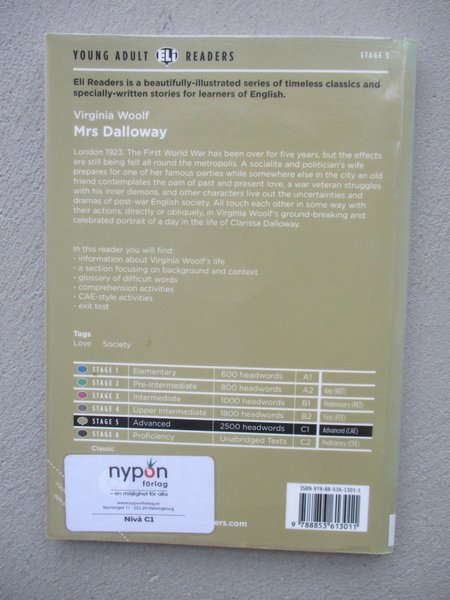 YOUNG ADULT ELI READERS STAGE 5
Eli Readers is a beautifully-illustrated series of timeless classics and
specially-written stories for learners of English.
Virginia Woolf
Mrs Dalloway
London 1923. The First World War has been over for five years, but the effects
are still being felt all round the metropolis. A socialite and politician's wife
prepares for one of her famous parties while somewhere else in the city an old
friend contemplates the pain of past and present love, a war veteran struggles
with his inner demons, and other characters live out the uncertainties and
dramas of post-war English society. All touch each other in some way with
their actions, directly or obliquely, in Virginia Woolf's ground-breaking and
celebrated portrait of a day in the life of Clarissa Dalloway.
In this reader you will find:
- information about Virginia Woolf's life
- a section focusing on background and context
- glossary of difficult words
- comprehension activities
- CAE-style activities
- exit test
Tags
Love Society
STAGE 1 Elementary 600 headwords A1
STAGE 2 Pre-Intermediate 800 headwords A2 Key (KET)
STAGE 3 Intermediate 1000 headwords B1 Preliminary (PET)
STAGE 4 Upper Intermediate 1800 headwords B2 First (FCE)
STAGE 5 Advanced 2500 headwords C1 Advanced (CAE)
STAGE 6 Proficiency Unabridged Texts C2 Proficiency (CPE)
Classic
nypon
förlag
– en möjlighet för alla
www.nyponforlag.se
Stortorget 11 - 252 23 Helsingborg
Nivå C1
ers.com
ISBN 978-88-536-1301-1
9 788853 613011